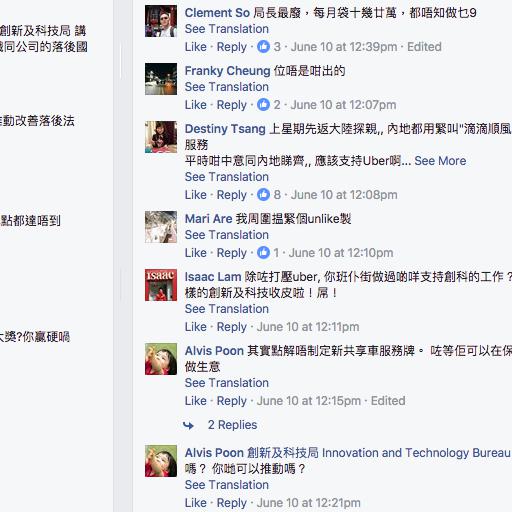 創新及科技局 講
戲同公司的落後國
推動改善落後法
點都達唔到
大獎?你贏硬喎
Clement So 局長最廢，每月袋十幾廿萬，都唔知做乜9
See Translation
Like · Reply · 3 · June 10 at 12:39pm · Edited
Franky Cheung 位唔是咁出的
See Translation
Like · Reply · 2 · June 10 at 12:07pm
Destiny Tsang 上星期先返大陸探親,, 內地都用緊叫"滴滴順風
服務
平時咁中意同內地睇齊,, 應該支持Uber啊... See More
See Translation
Like · Reply · 8 · June 10 at 12:08pm
Mari Are 我周圍搵緊個unlike製
See Translation
Like · Reply · 1 · June 10 at 12:10pm
Isaac Lam 除咗打壓uber, 你班仆街做過啲咩支持創科的工作？
樣的創新及科技收皮啦！屌！
See Translation
Like · Reply · June 10 at 12:11pm
Alvis Poon 其實點解唔制定新共享車服務牌。 咗等佢可以在保
做生意
See Translation
Like · Reply · June 10 at 12:15pm · Edited
2 Replies
Alvis Poon 創新及科技局 Innovation and Technology Bureau
嗎？ 你哋可以推動嗎？
See Translation
Like · Reply · June 10 at 12:21pm